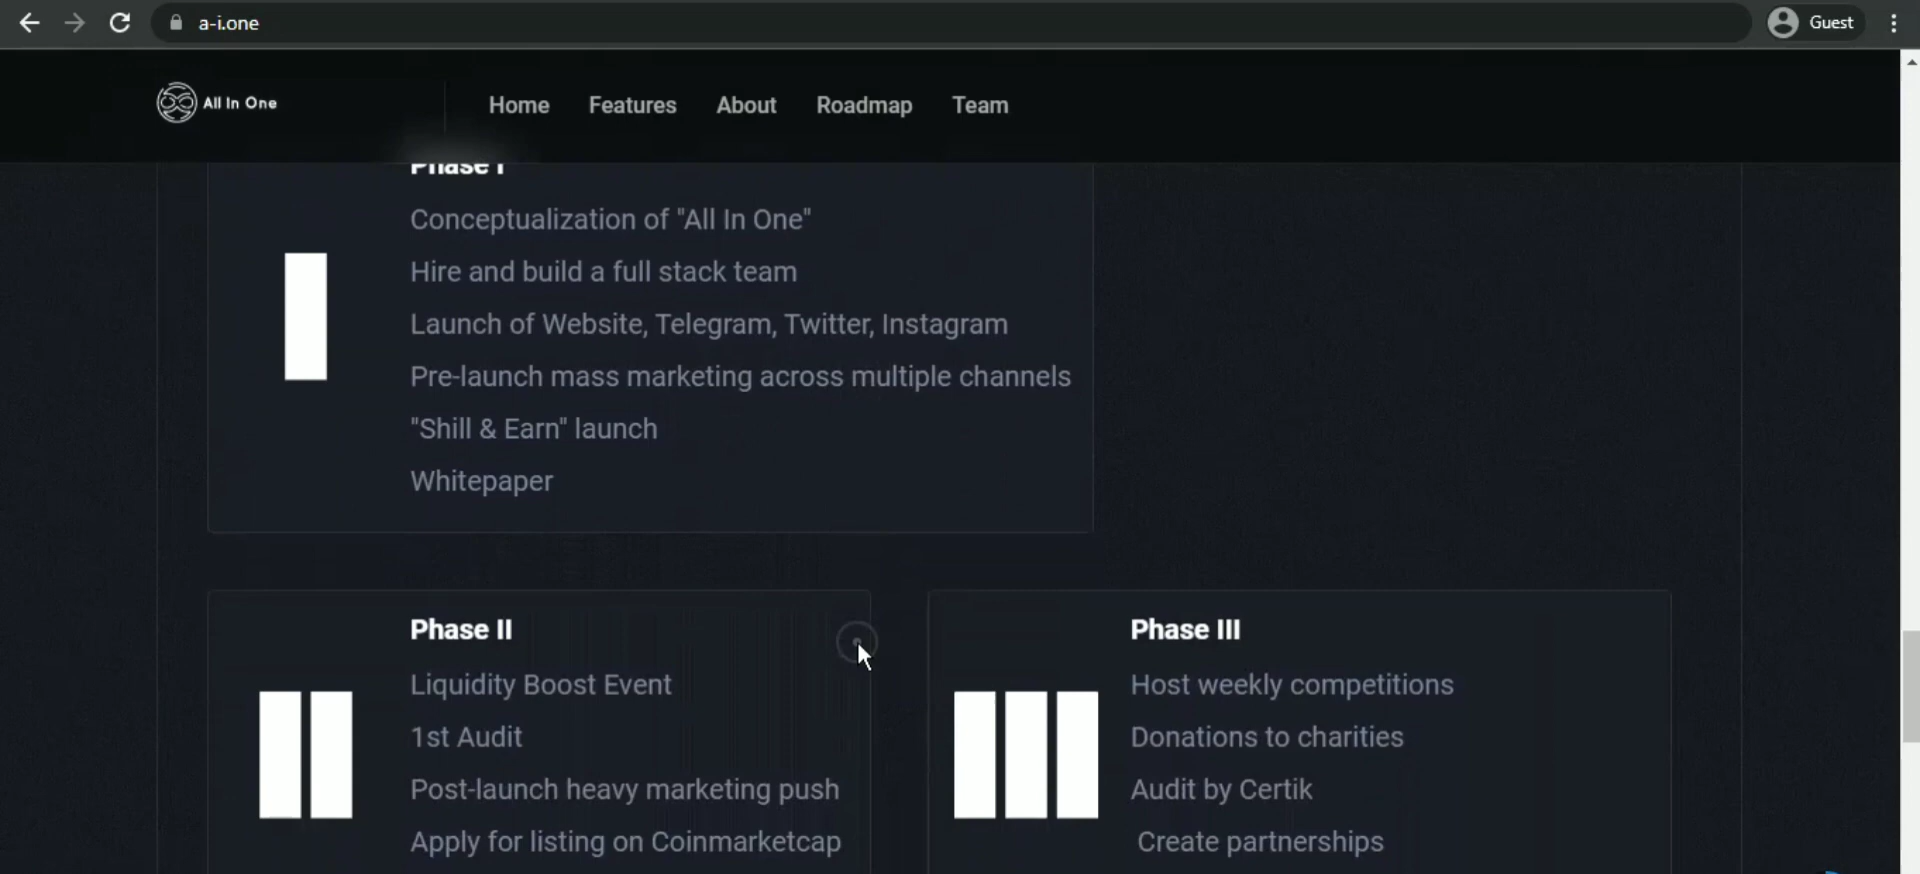 a-i.one
Guest
All In One
Home Features About Roadmap Team
Phase I
Conceptualization of "All In One"
Hire and build a full stack team
Launch of Website, Telegram, Twitter, Instagram
Pre-launch mass marketing across multiple channels
"Shill & Earn" launch
Whitepaper
Phase II
Liquidity Boost Event
1st Audit
Post-launch heavy marketing push
Apply for listing on Coinmarketcap
Phase III
Host weekly competitions
Donations to charities
Audit by Certik
Create partnerships